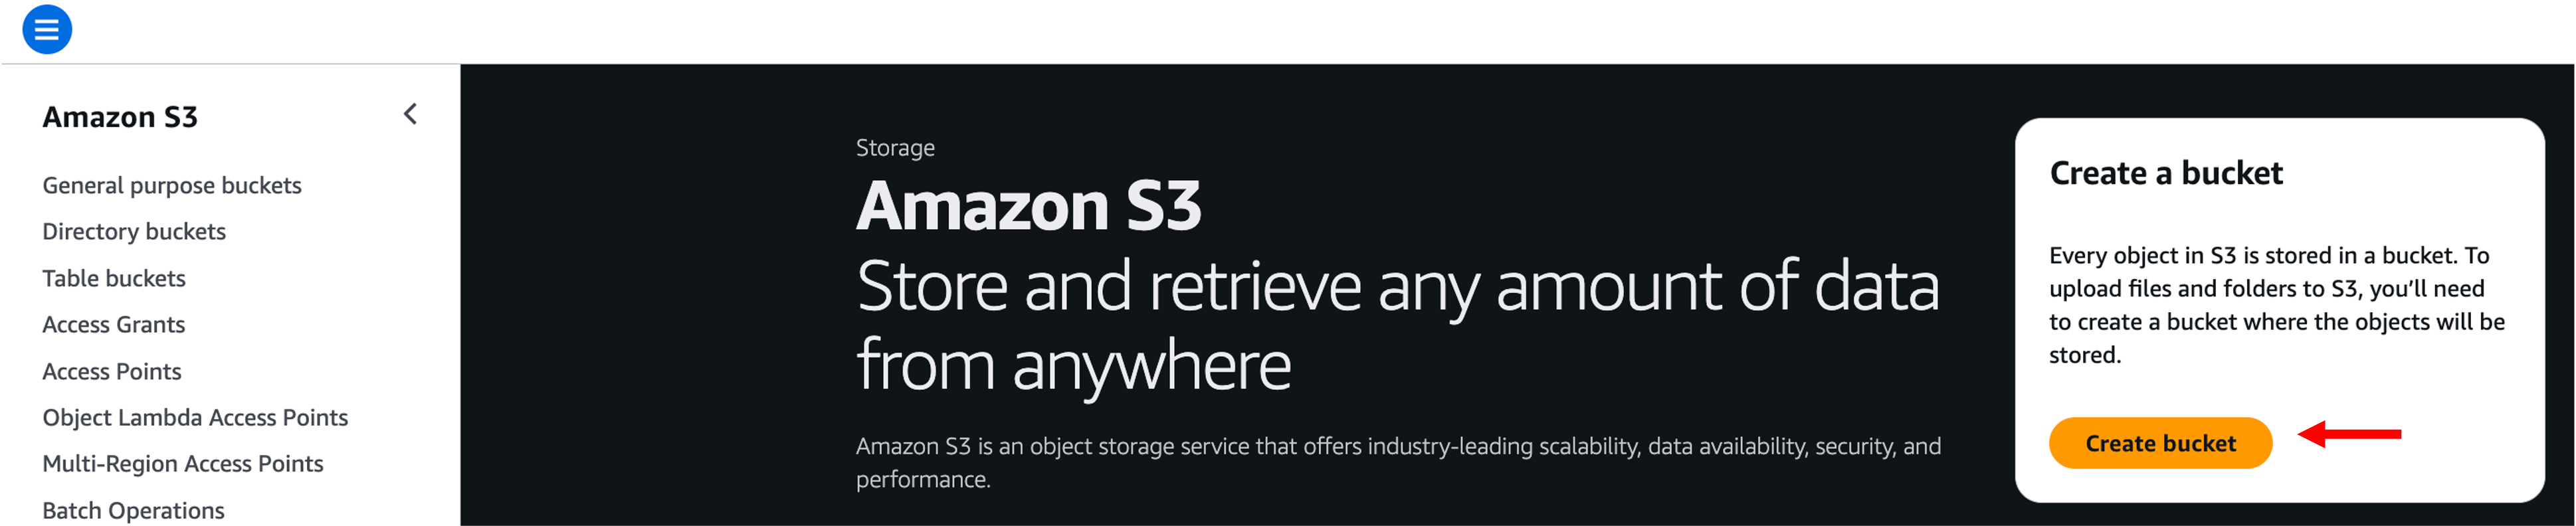 Amazon S3
General purpose buckets
Directory buckets
Table buckets
Access Grants
Access Points
Object Lambda Access Points
Multi-Region Access Points
Batch Operations
Storage
Amazon S3
Store and retrieve any amount of data
from anywhere
Amazon S3 is an object storage service that offers industry-leading scalability, data availability, security, and
performance.
Create a bucket
Every object in S3 is stored in a bucket. To
upload files and folders to S3, you’ll need
to create a bucket where the objects will be
stored.
Create bucket